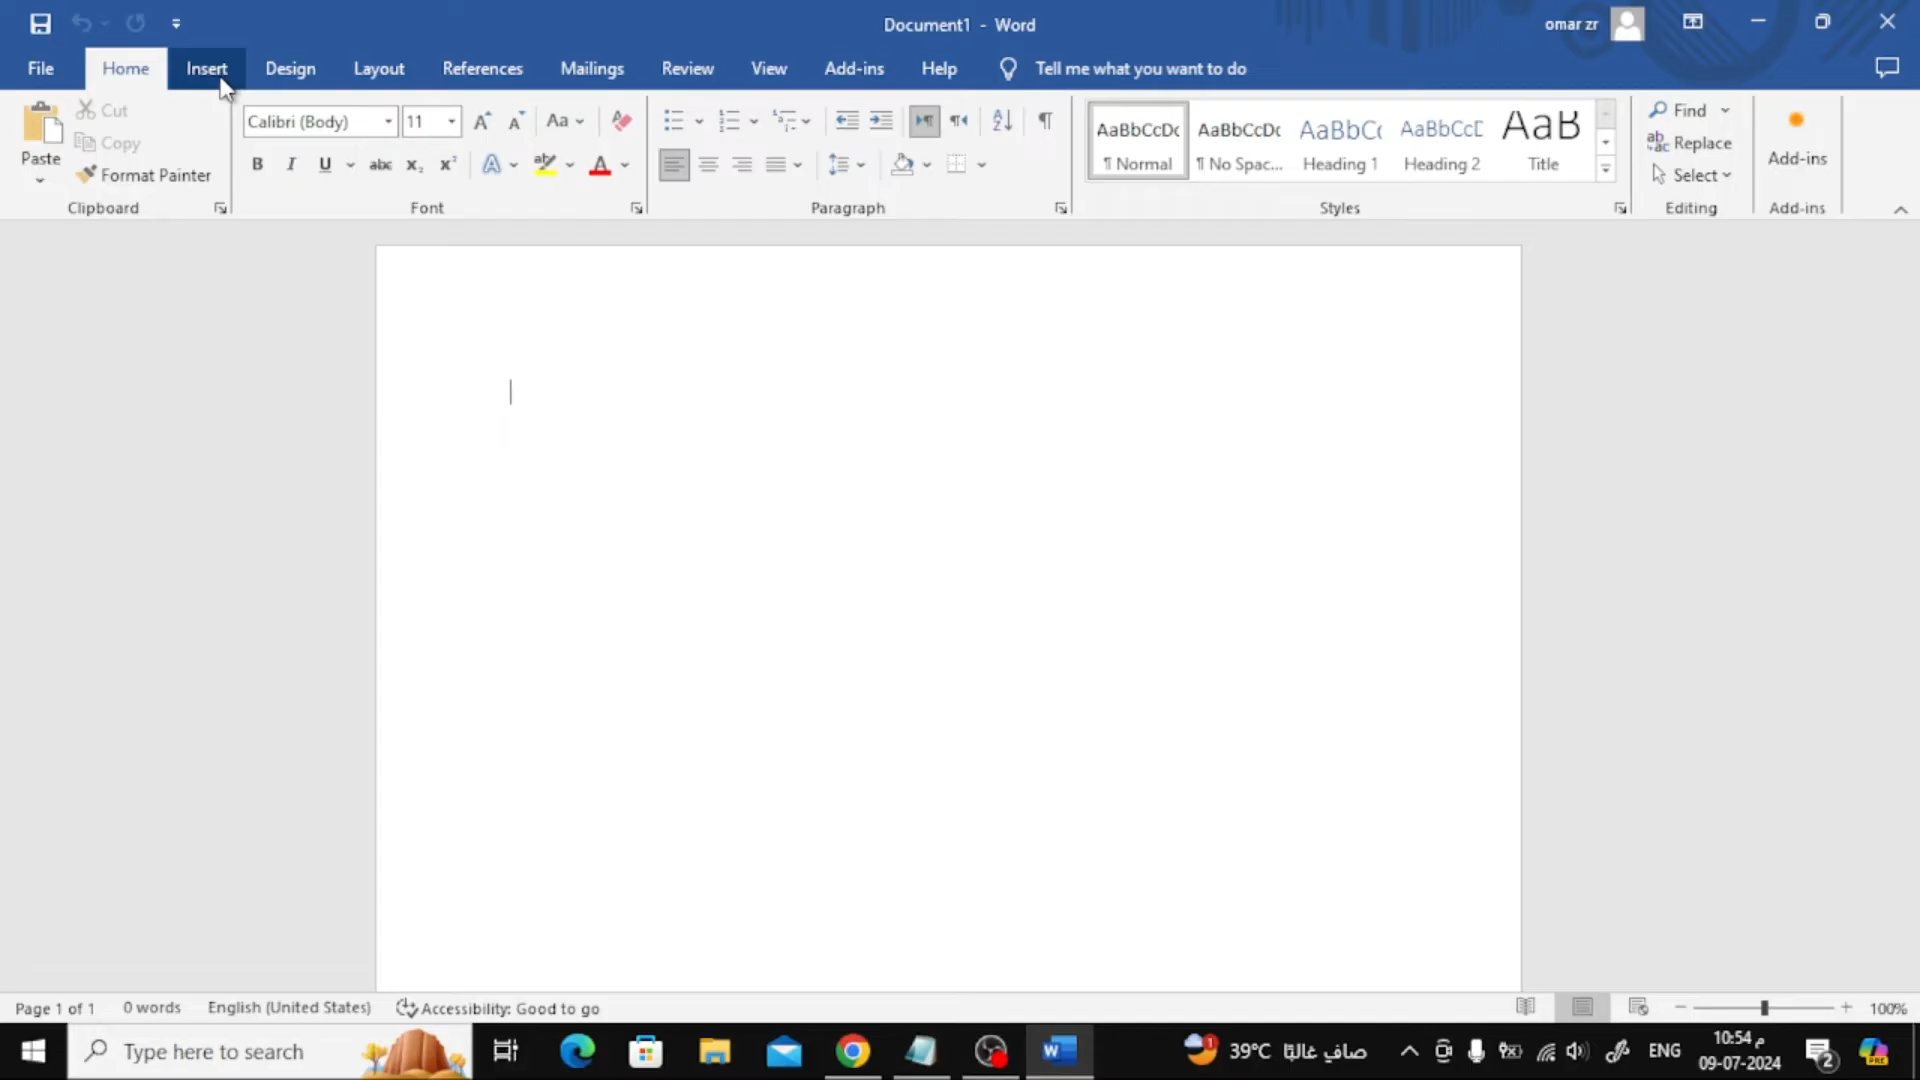 Document1 - Word
omar zr
File Home Insert Design Layout References Mailings Review View Add-ins Help Tell me what you want to do
Paste
Cut
Copy
Format Painter
Clipboard
Calibri (Body) 11
Font
Paragraph
AaBbCcDc AaBbCcDc AaBbC AaBbCcD AaB
¶ Normal ¶ No Spac... Heading 1 Heading 2 Title
Styles
Find
Replace
Select
Editing
Add-ins
Add-ins
Page 1 of 1 0 words English (United States) Accessibility: Good to go 100%
Type here to search
39°C صافٍ غالبًا
ENG
10:54 م
09-07-2024
2